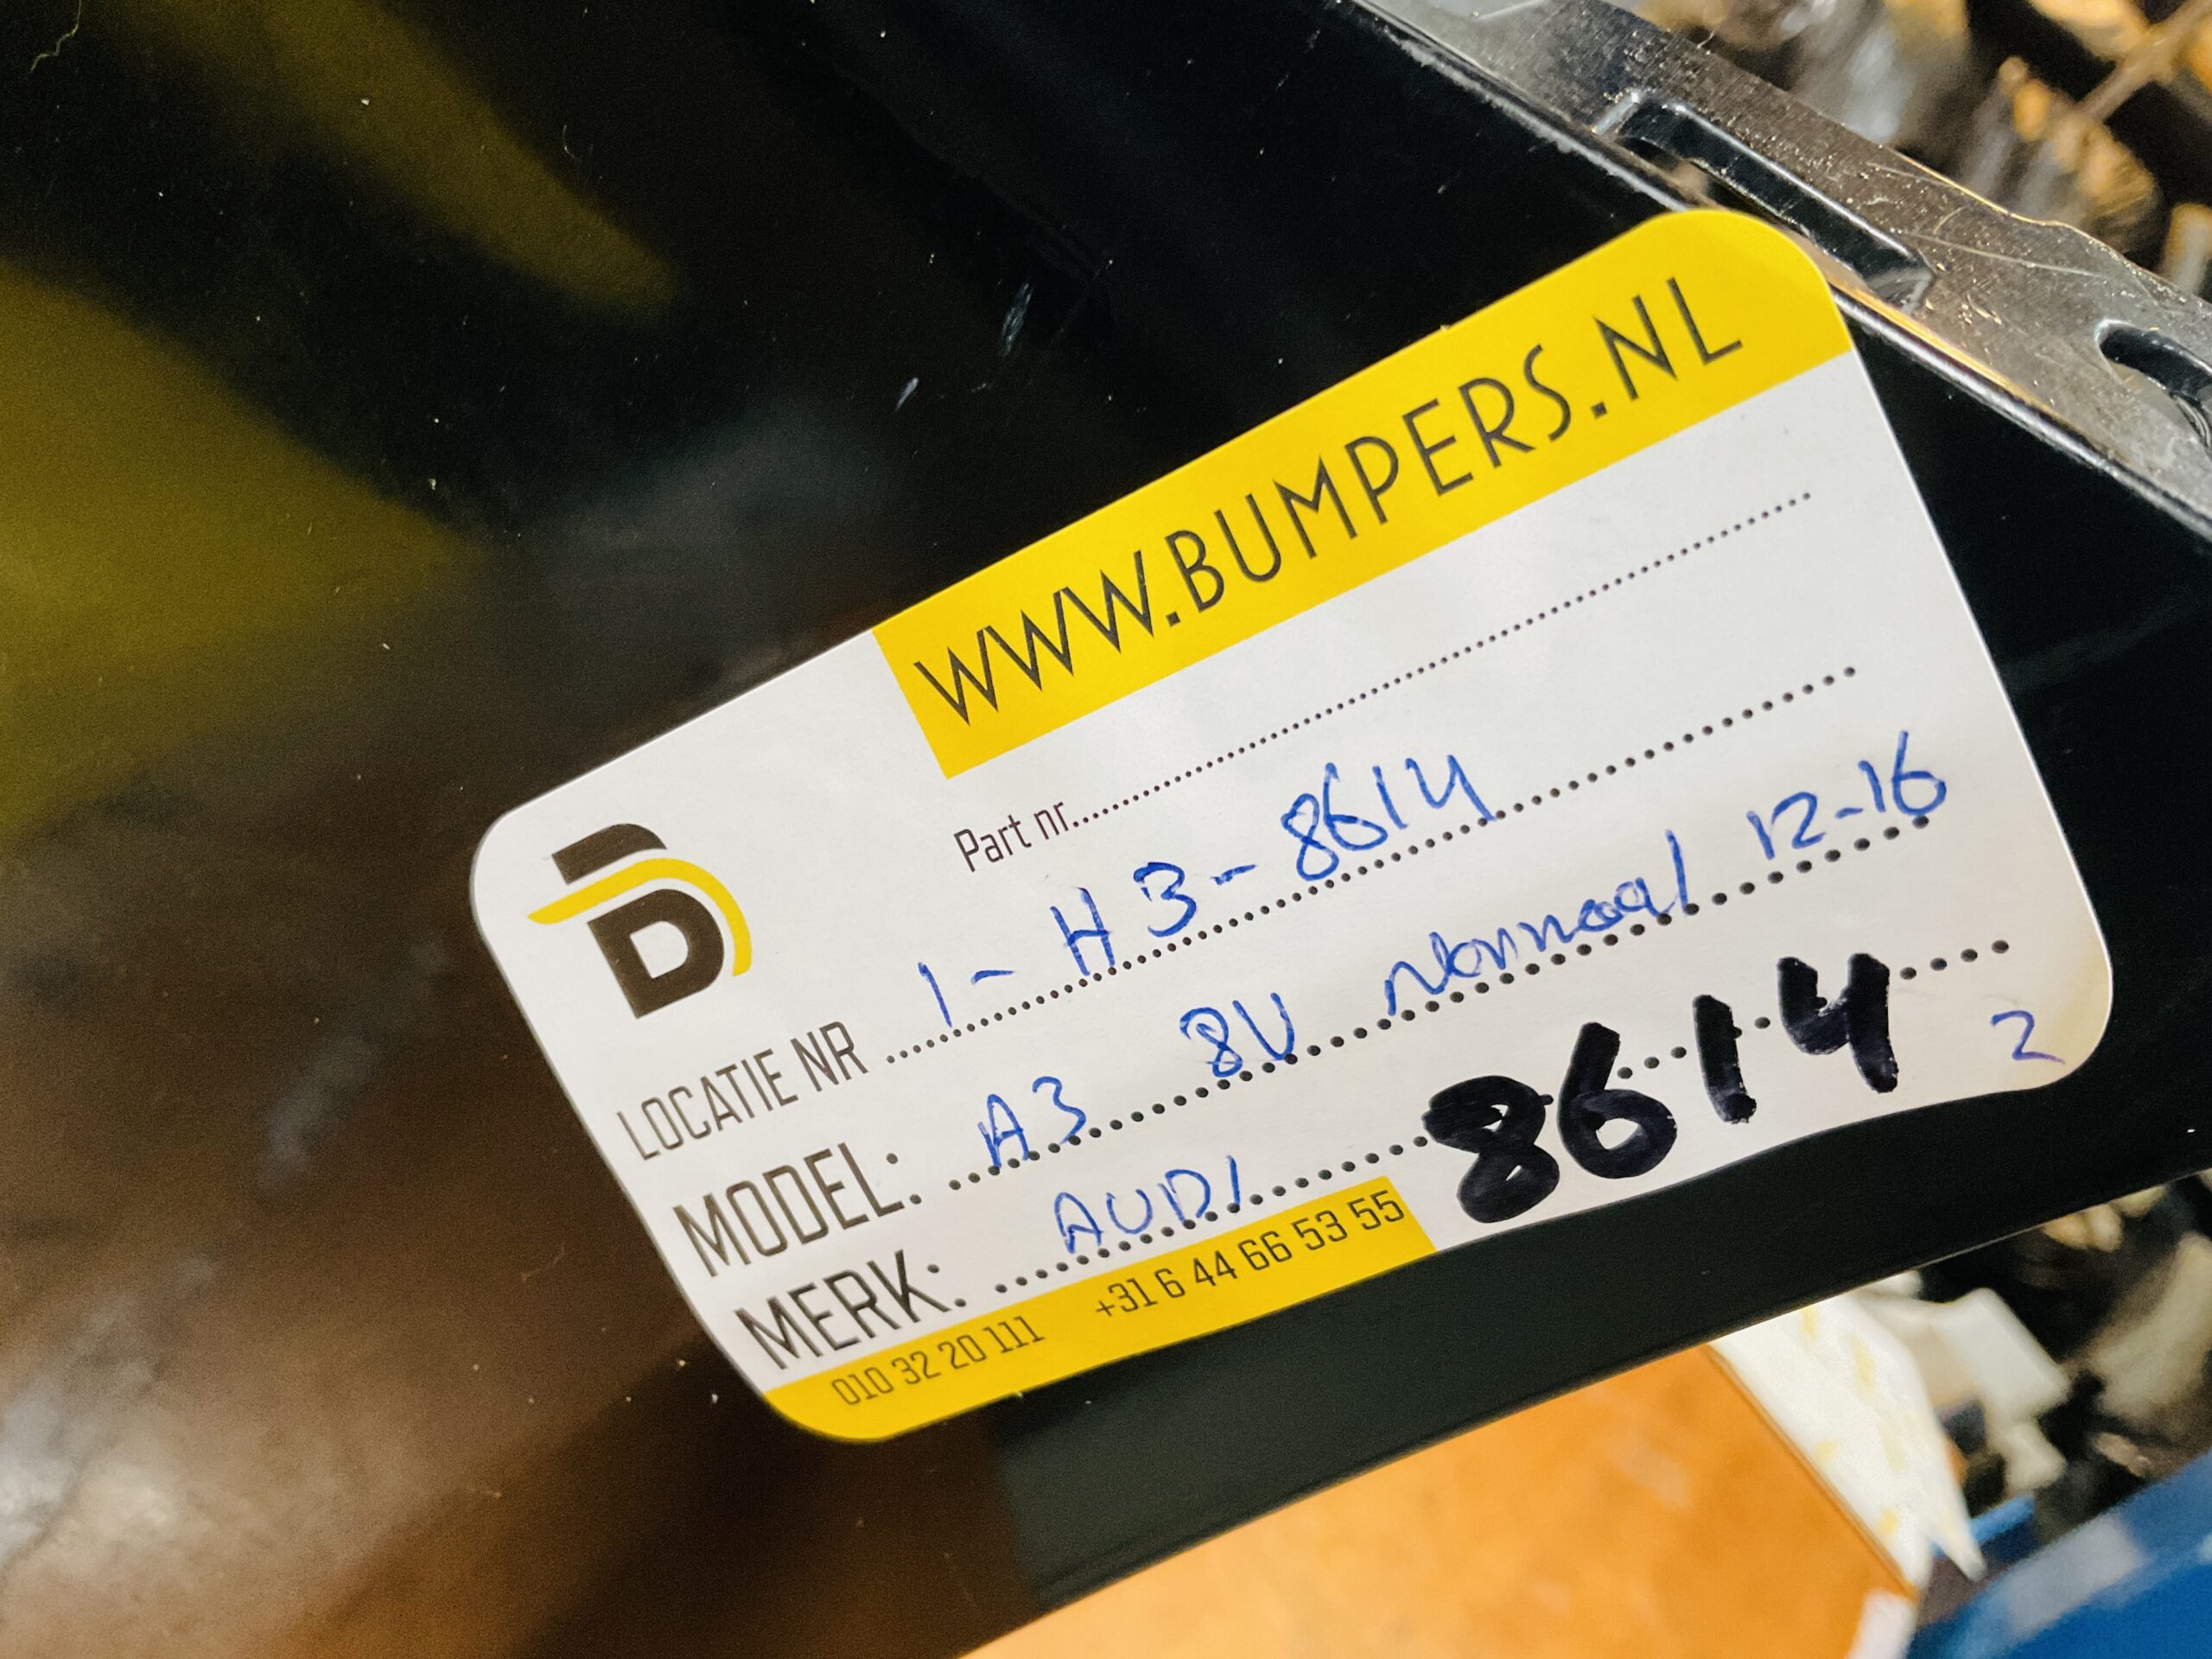 WWW.BUMPERS.NL
Part nr.
LOCATIE NR 1 - H3 - 8614
MODEL: A3 8V Normaal 12-16
MERK: AUDI 8614 2
010 32 20 111 +31 6 44 66 53 55